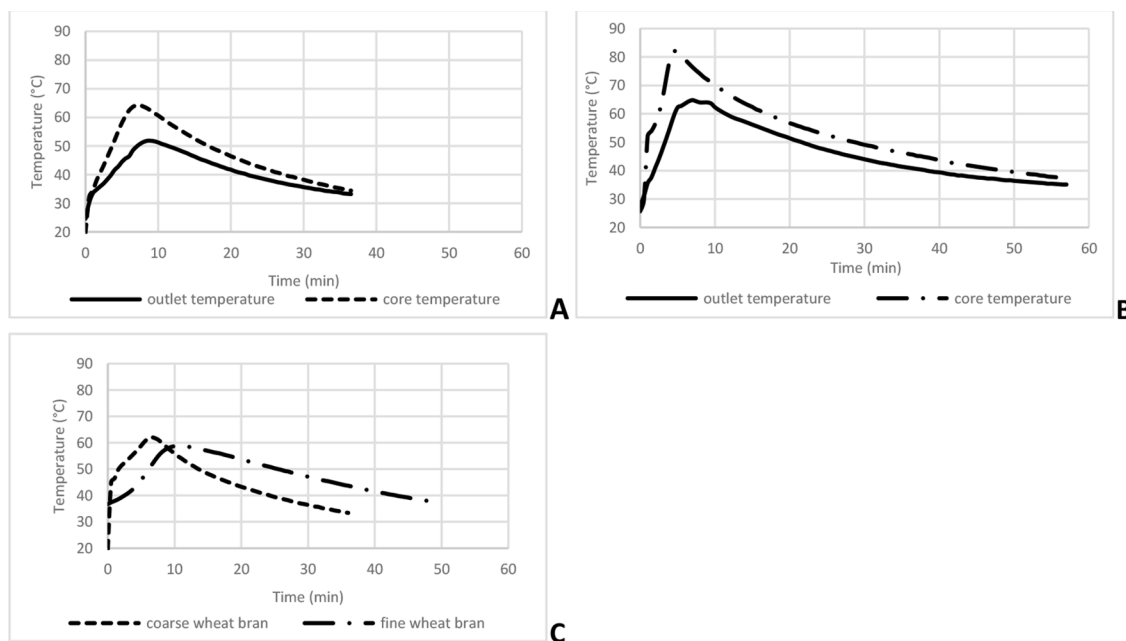 90
80
70
60
50
40
30
20
0 10 20 30 40 50 60
Temperature (°C)
Time (min)
outlet temperature core temperature
A
90
80
70
60
50
40
30
20
0 10 20 30 40 50 60
Temperature (°C)
Time (min)
outlet temperature core temperature
B
90
80
70
60
50
40
30
20
0 10 20 30 40 50 60
Temperature (°C)
Time (min)
coarse wheat bran fine wheat bran
C